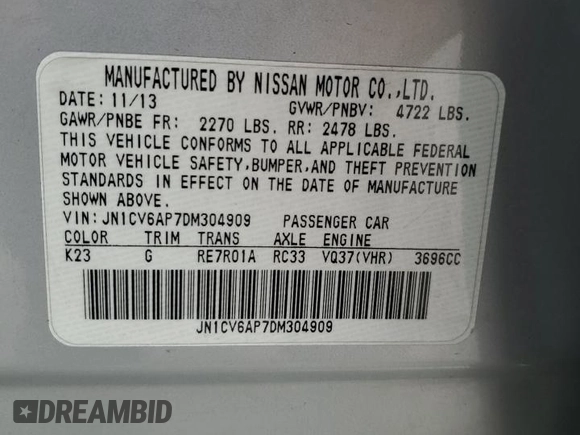 MANUFACTURED BY NISSAN MOTOR CO.,LTD.
DATE: 11/13 GVWR/PNBV: 4722 LBS.
GAWR/PNBE FR: 2270 LBS. RR: 2478 LBS.
THIS VEHICLE CONFORMS TO ALL APPLICABLE FEDERAL
MOTOR VEHICLE SAFETY,BUMPER,AND THEFT PREVENTION
STANDARDS IN EFFECT ON THE DATE OF MANUFACTURE
SHOWN ABOVE.
VIN: JN1CV6AP7DM304909 PASSENGER CAR
COLOR TRIM TRANS AXLE ENGINE
K23 G RE7R01A RC33 VQ37(VHR) 3696CC
JN1CV6AP7DM304909
DREAMBID